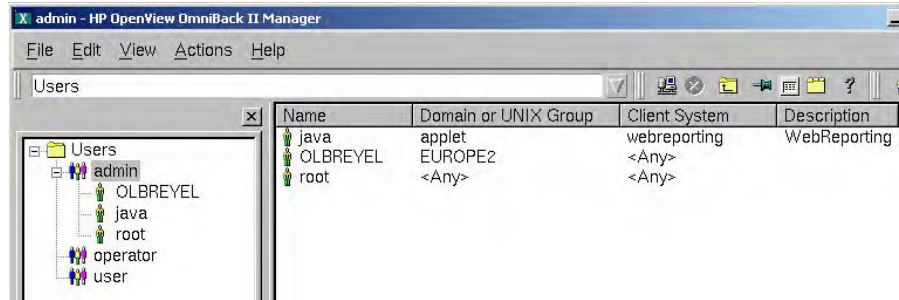 admin - HP OpenView OmniBack II Manager
File Edit View Actions Help
Users
Name Domain or UNIX Group Client System Description
java applet webreporting WebReporting
OLBREYEL EUROPE2 <Any>
root <Any> <Any>
Users
admin
OLBREYEL
java
root
operator
user